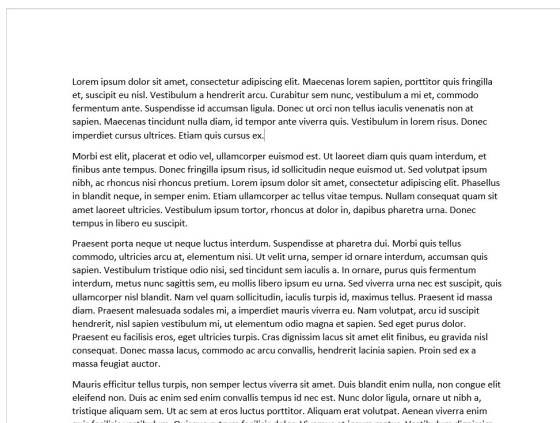 Lorem ipsum dolor sit amet, consectetur adipiscing elit. Maecenas lorem sapien, porttitor quis fringilla
et, suscipit eu nisl. Vestibulum a hendrerit arcu. Curabitur sem nunc, vestibulum a mi et, commodo
fermentum ante. Suspendisse id accumsan ligula. Donec ut orci non tellus iaculis venenatis non at
sapien. Maecenas tincidunt nulla diam, id tempor ante viverra quis. Vestibulum in lorem risus. Donec
imperdiet cursus ultrices. Etiam quis cursus ex.
Morbi est elit, placerat et odio vel, ullamcorper euismod est. Ut laoreet diam quis quam interdum, et
finibus ante tempus. Donec fringilla ipsum risus, id sollicitudin neque euismod ut. Sed volutpat ipsum
nibh, ac rhoncus nisi rhoncus pretium. Lorem ipsum dolor sit amet, consectetur adipiscing elit. Phasellus
in blandit neque, in semper enim. Etiam ullamcorper ac tellus vitae tempus. Nullam consequat quam sit
amet laoreet ultricies. Vestibulum ipsum tortor, rhoncus at dolor in, dapibus pharetra urna. Donec
tempus in libero eu suscipit.
Praesent porta neque ut neque luctus interdum. Suspendisse at pharetra dui. Morbi quis tellus
commodo, ultricies arcu at, elementum nisi. Ut velit urna, semper id ornare interdum, accumsan quis
sapien. Vestibulum tristique odio nisi, sed tincidunt sem iaculis a. In ornare, purus quis fermentum
interdum, metus nunc sagittis sem, eu mollis libero ipsum eu urna. Sed viverra urna nec est suscipit, quis
ullamcorper nisl blandit. Nam vel quam sollicitudin, iaculis turpis id, maximus tellus. Praesent id massa
diam. Praesent malesuada sodales mi, a imperdiet mauris viverra eu. Nam volutpat, arcu id suscipit
hendrerit, nisl sapien vestibulum mi, ut elementum odio magna et sapien. Sed eget purus dolor.
Praesent eu facilisis eros, eget ultricies turpis. Cras dignissim lacus sit amet elit finibus, eu gravida nisl
consequat. Donec massa lacus, commodo ac arcu convallis, hendrerit lacinia sapien. Proin sed ex a
massa feugiat auctor.
Mauris efficitur tellus turpis, non semper lectus viverra sit amet. Duis blandit enim nulla, non congue elit
eleifend non. Duis ac enim sed enim convallis tempus id nec est. Nunc dolor ligula, ornare ut nibh a,
tristique aliquam sem. Ut ac sem at eros luctus porttitor. Aliquam erat volutpat. Aenean viverra enim